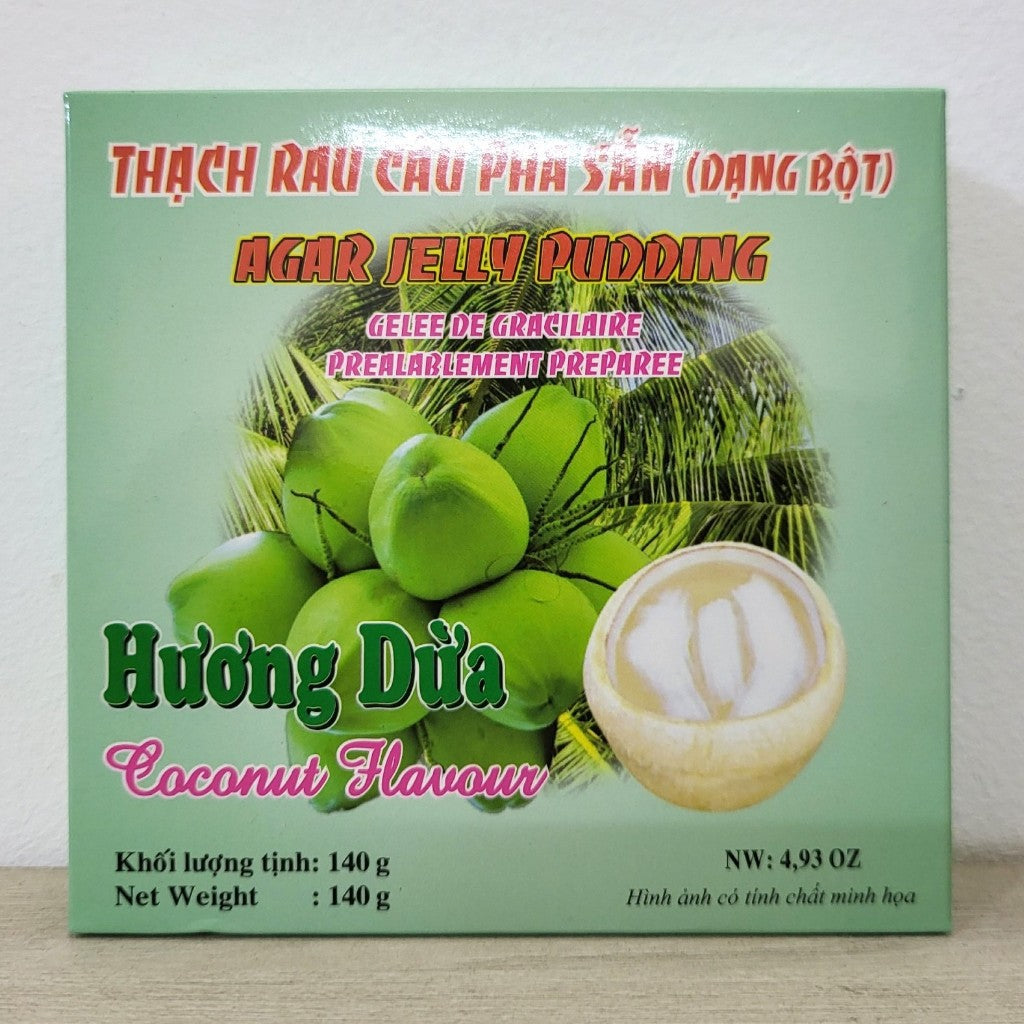 THẠCH RAU CÂU PHA SẴN (DẠNG BỘT)
AGAR JELLY PUDDING
GELEE DE GRACILAIRE
PREALABLEMENT PREPAREE
Hương Dừa
Coconut Flavour
Khối lượng tịnh: 140 g
Net Weight : 140 g
NW: 4,93 OZ
Hình ảnh có tính chất minh họa